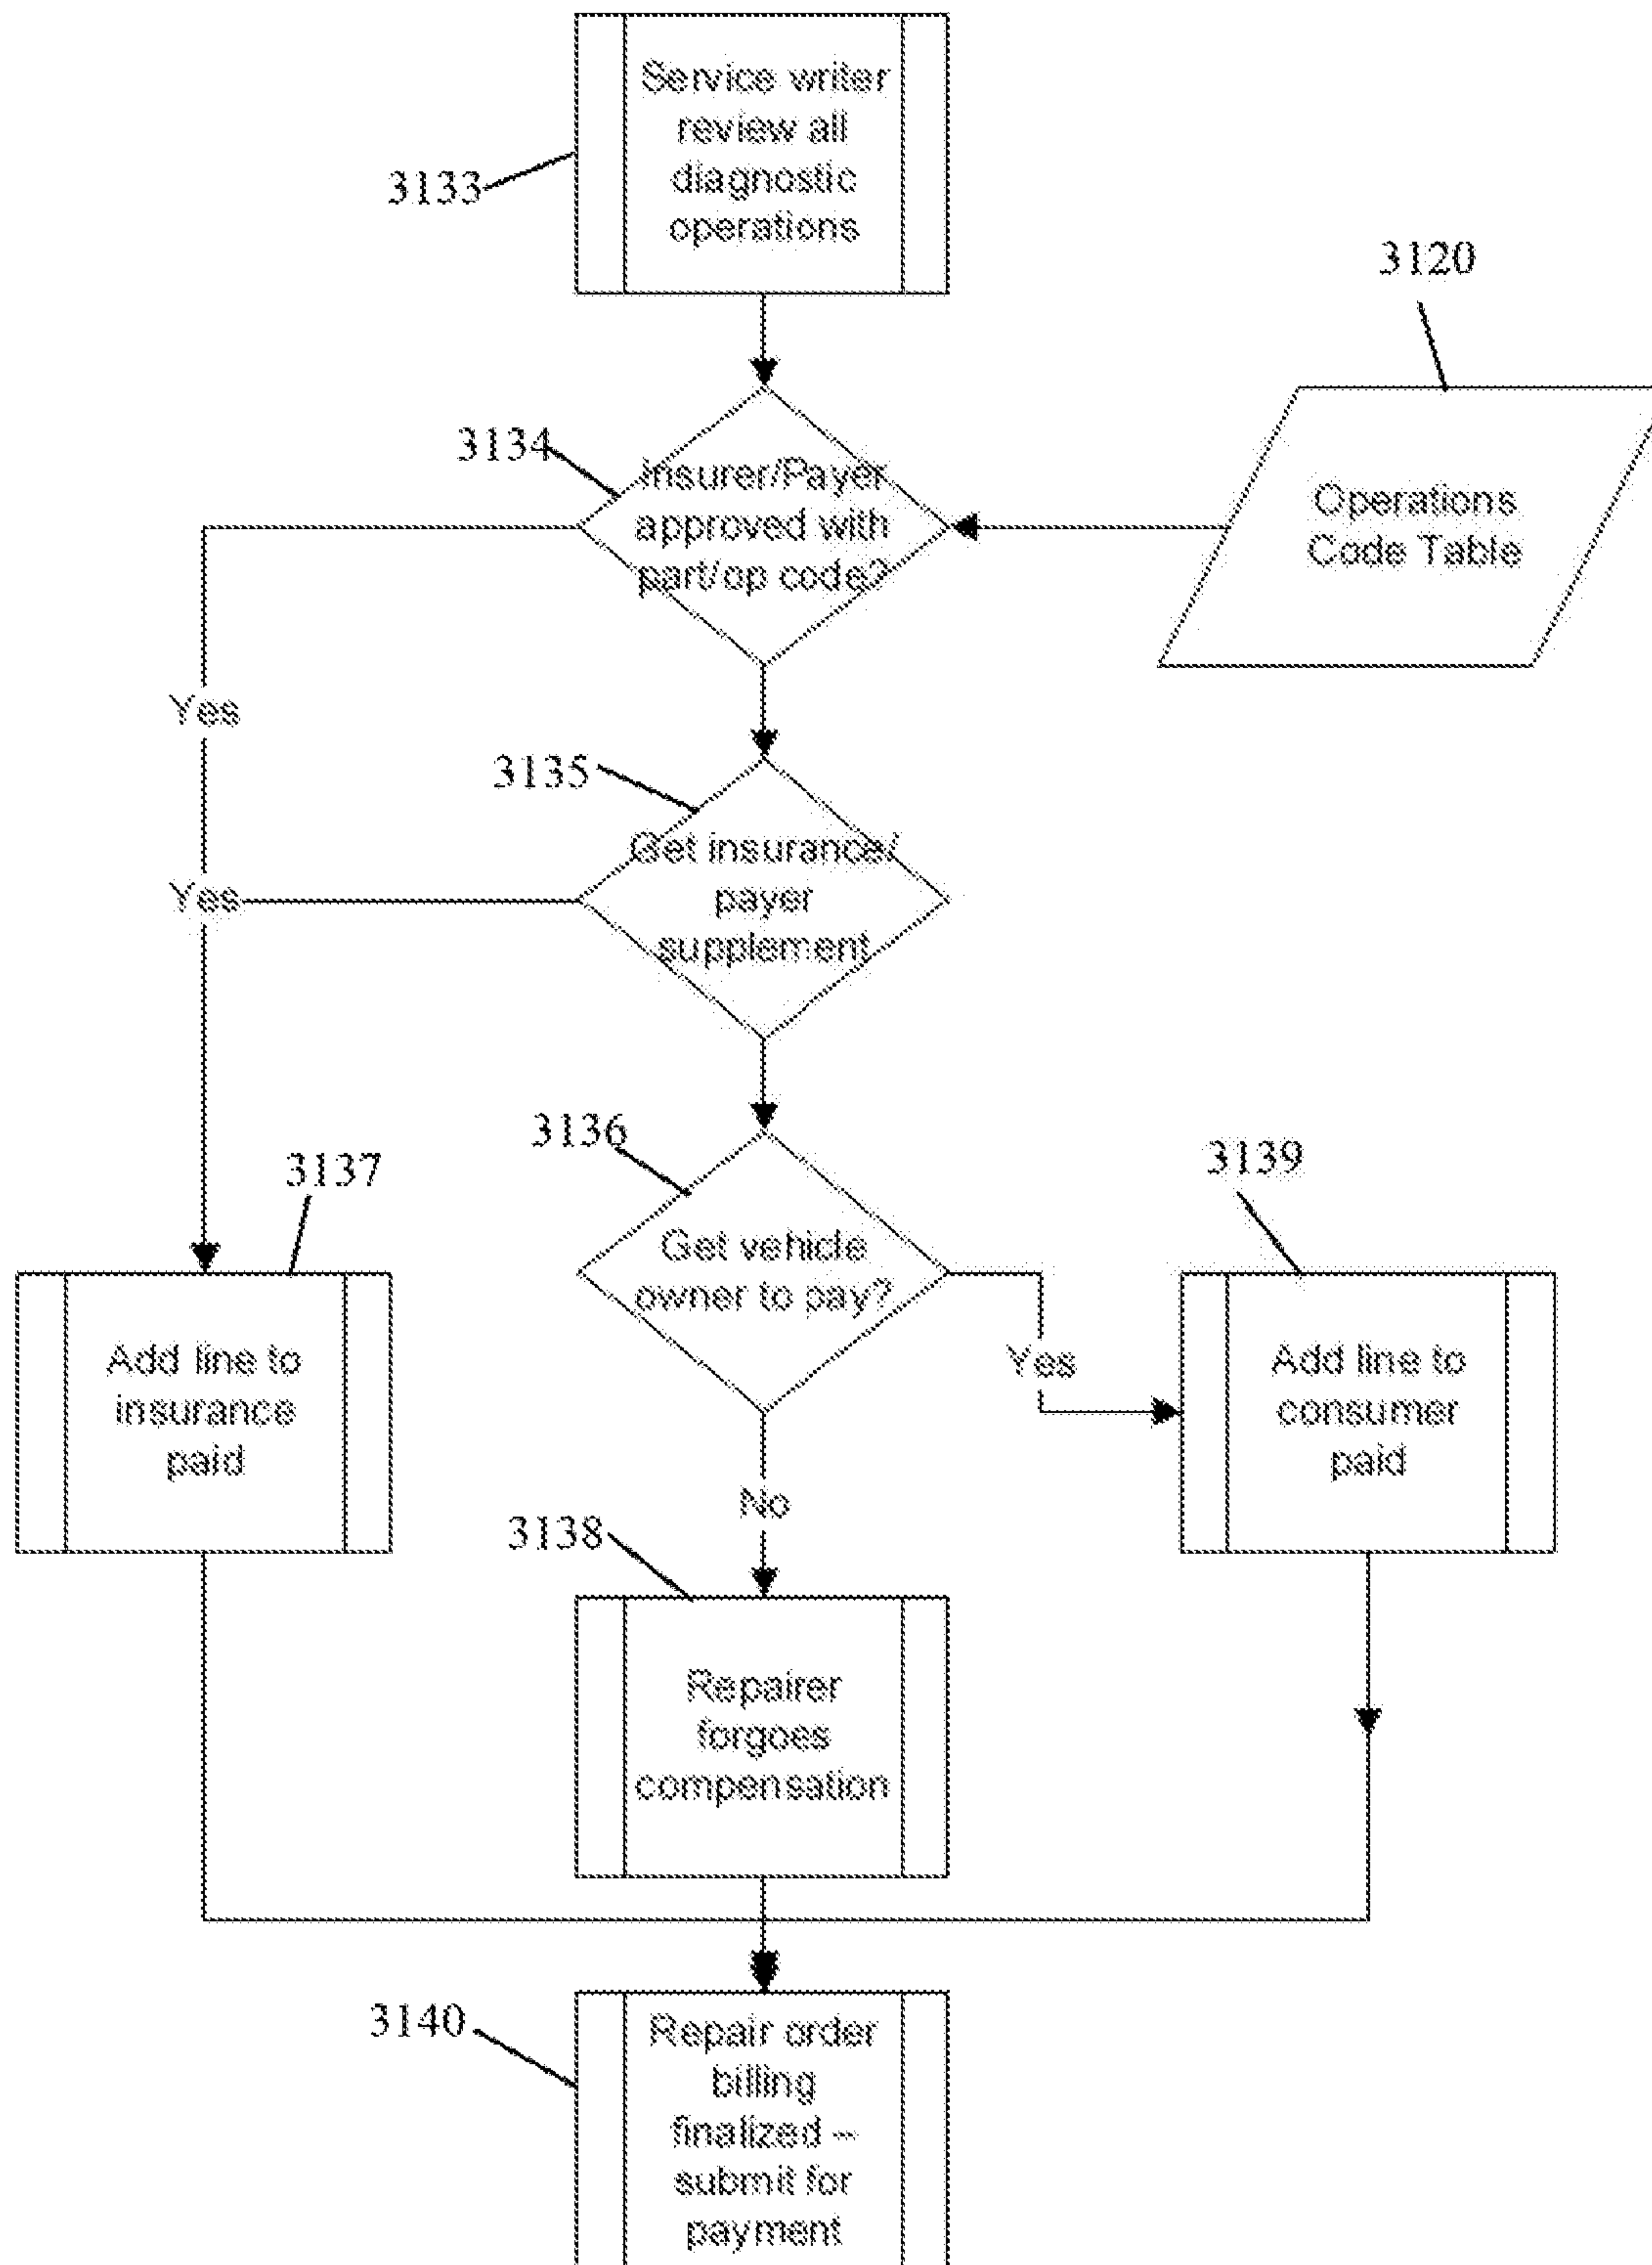 Service writer
review all
diagnostic
operations
3133
3120
3134
Insurer/Payer
approved with
part/op code?
Operations
Code Table
Yes
3135
Get insurance/
payer
supplement
Yes
3136
Get vehicle
owner to pay?
3137
3139
Add line to
insurance
paid
Yes
Add line to
consumer
paid
No
3138
Repairer
forgoes
compensation
3140
Repair order
billing
finalized –
submit for
payment